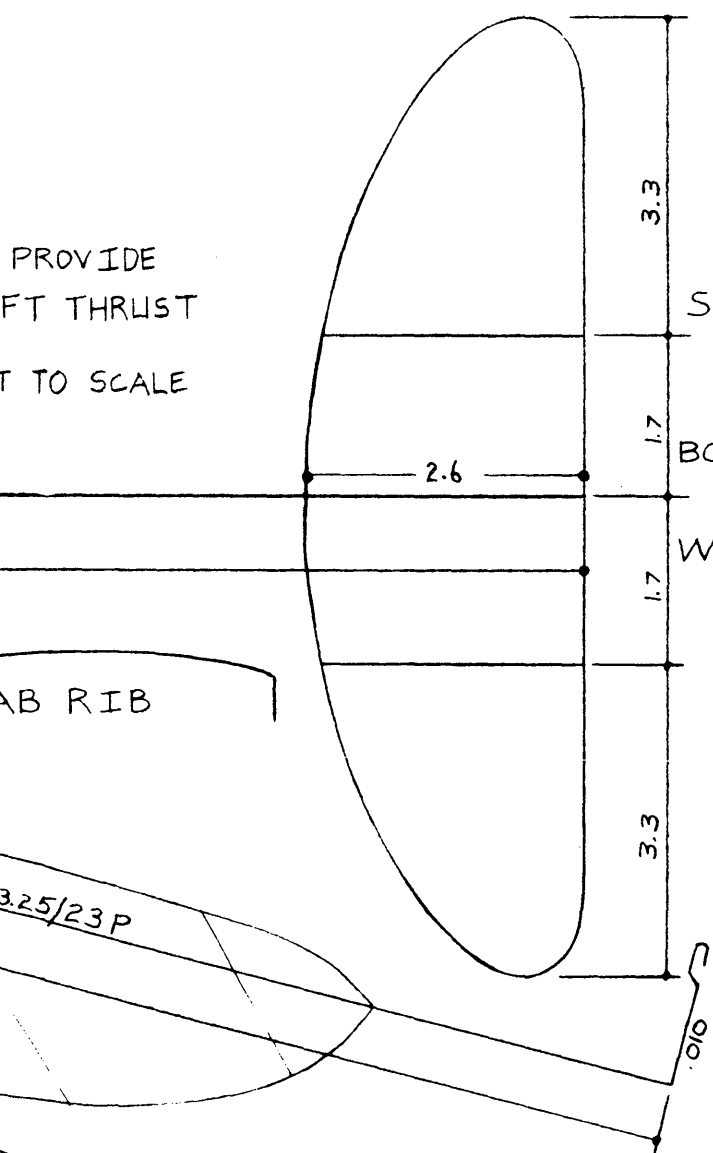 PROVIDE
FT THRUST
T TO SCALE
3.3
S
1.7
BO
2.6
W
1.7
AB RIB
3.3
3.25/23 P
.010